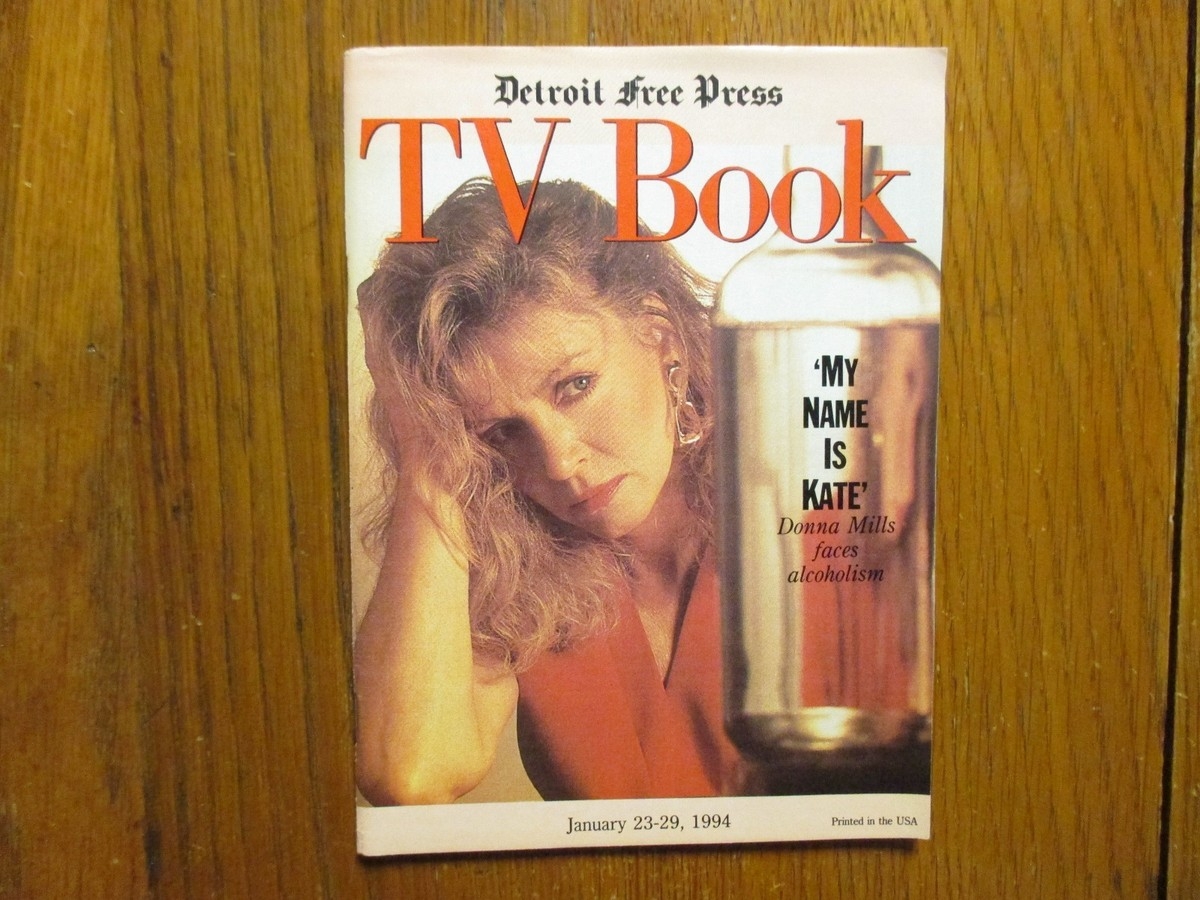 Detroit Free Press
TV Book
‘MY
NAME
IS
KATE’
Donna Mills
faces
alcoholism
January 23-29, 1994
Printed in the USA